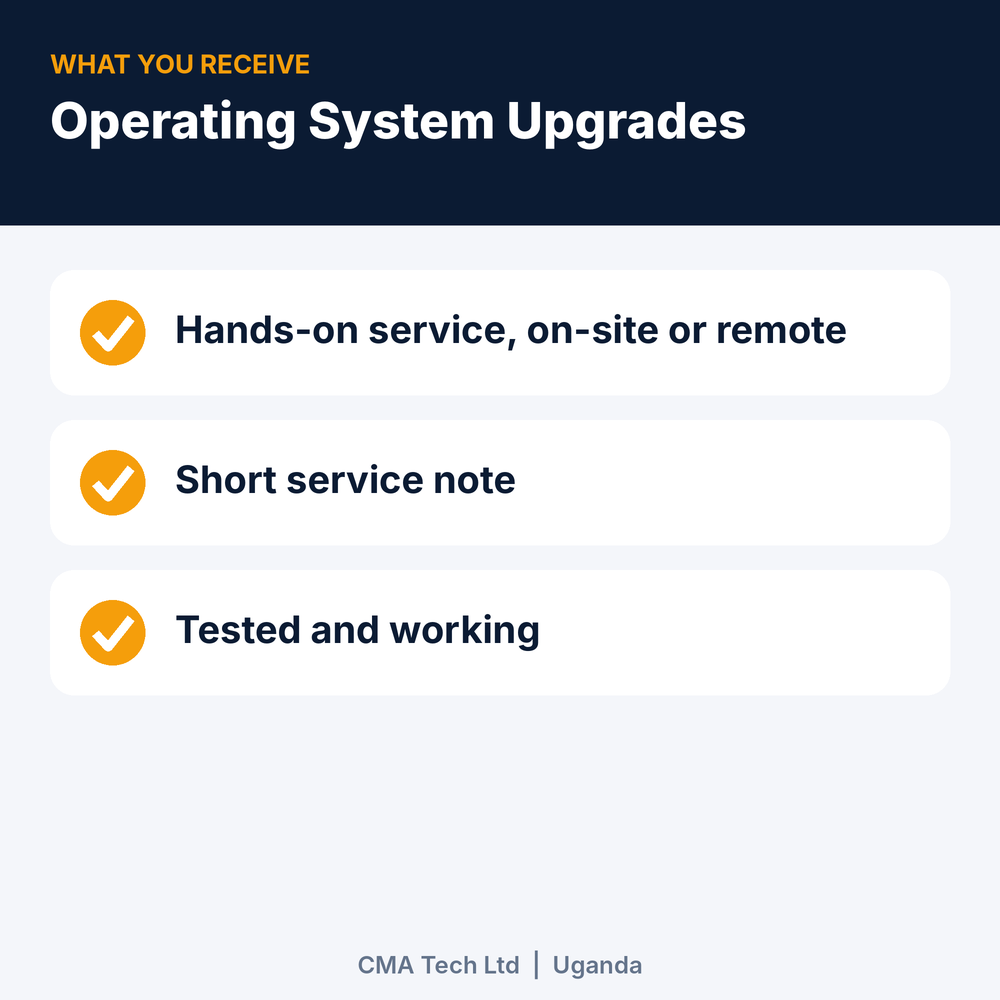 WHAT YOU RECEIVE
Operating System Upgrades
Hands-on service, on-site or remote
Short service note
Tested and working
CMA Tech Ltd | Uganda